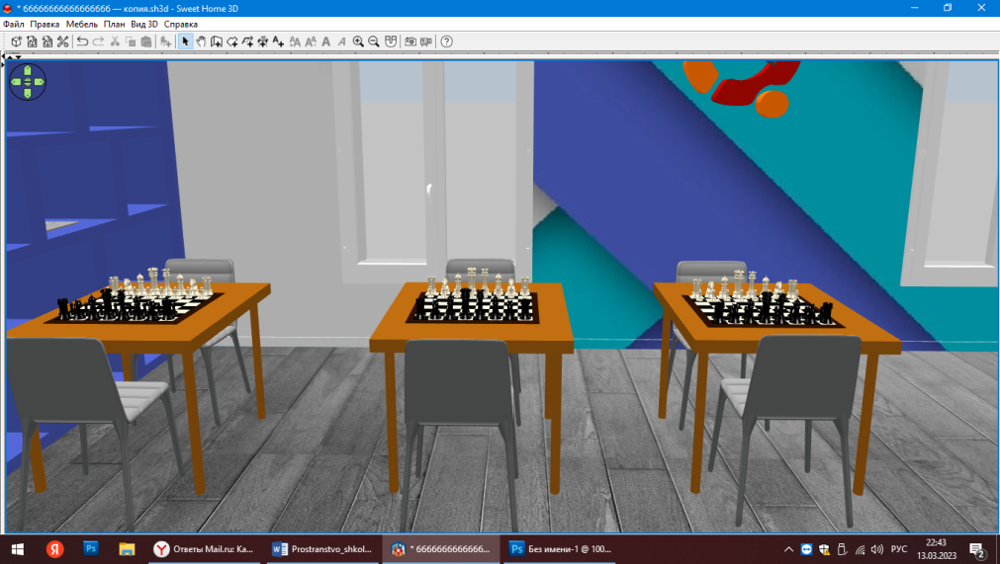 * 66666666666666666 — копия.sh3d - Sweet Home 3D
Файл Правка Мебель План Вид 3D Справка
Ответы Mail.ru: Ка...
Prostranstvo_shkol...
* 6666666666666...
Без имени-1 @ 100...
РУС
22:43
13.03.2023
2